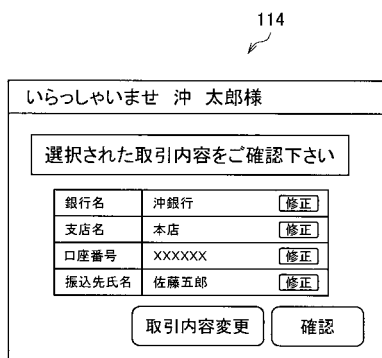 114
いらっしゃいませ 沖 太郎様
選択された取引内容をご確認下さい
銀行名 沖銀行 修正
支店名 本店 修正
口座番号 XXXXXX 修正
振込先氏名 佐藤五郎 修正
取引内容変更 確認